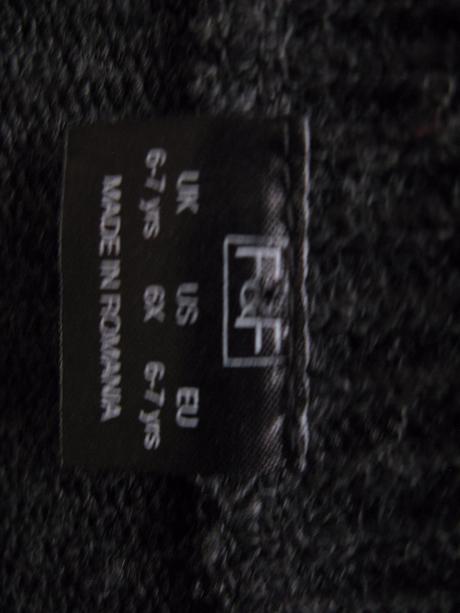 F&F
UK US EU
6-7 yrs 6X 6-7 yrs
MADE IN ROMANIA